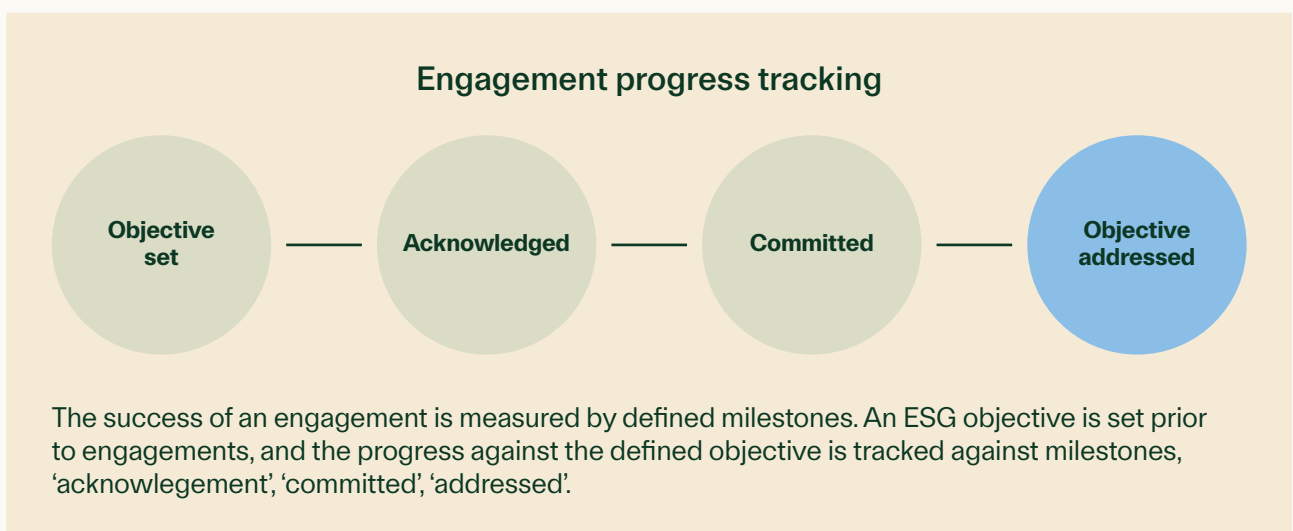 Engagement progress tracking
Objective
set
Acknowledged
Committed
Objective
addressed
The success of an engagement is measured by defined milestones. An ESG objective is set prior
to engagements, and the progress against the defined objective is tracked against milestones,
‘acknowlegement’, ‘committed’, ‘addressed’.